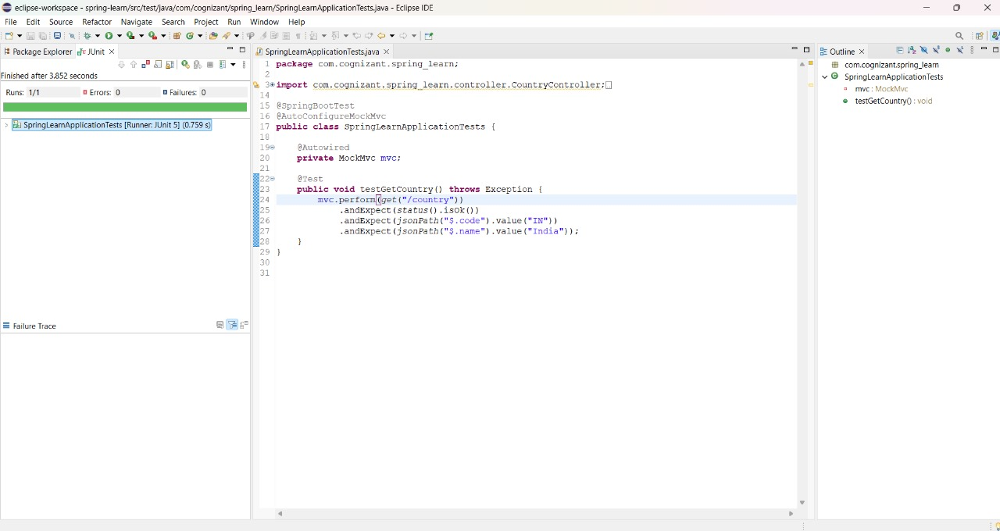 eclipse-workspace - spring-learn/src/test/java/com/cognizant/spring_learn/SpringLearnApplicationTests.java - Eclipse IDE
File Edit Source Refactor Navigate Search Project Run Window Help
Package Explorer JUnit
Finished after 3.852 seconds
Runs: 1/1 Errors: 0 Failures: 0
SpringLearnApplicationTests [Runner: JUnit 5] (0.759 s)
Failure Trace
SpringLearnApplicationTests.java
1 package com.cognizant.spring_learn;
2
3 import com.cognizant.spring_learn.controller.CountryController;
14
15 @SpringBootTest
16 @AutoConfigureMockMvc
17 public class SpringLearnApplicationTests {
18
19 @Autowired
20 private MockMvc mvc;
21
22 @Test
23 public void testGetCountry() throws Exception {
24 mvc.perform(get("/country"))
25 .andExpect(status().isOk())
26 .andExpect(jsonPath("$.code").value("IN"))
27 .andExpect(jsonPath("$.name").value("India"));
28 }
29 }
30
31
Outline
com.cognizant.spring_learn
SpringLearnApplicationTests
mvc : MockMvc
testGetCountry() : void